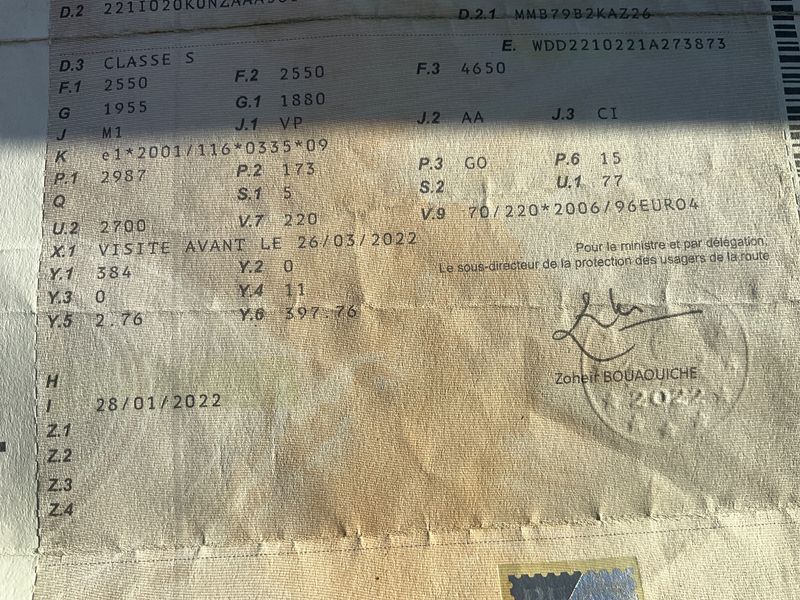 D.2 221I020K0NZAAA
D.2.1 MMB79B2KAZ26
E. WDD2210221A273873
D.3 CLASSE S
F.1 2550 F.2 2550 F.3 4650
G 1955 G.1 1880
J M1 J.1 VP J.2 AA J.3 CI
K e1*2001/116*0335*09
P.1 2987 P.2 173 P.3 GO P.6 15
Q S.1 5 S.2 U.1 77
U.2 2700 V.7 220 V.9 70/220*2006/96EURO4
X.1 VISITE AVANT LE 26/03/2022
Pour le ministre et par délégation,
Le sous-directeur de la protection des usagers de la route
Y.1 384 Y.2 0
Y.3 0 Y.4 11
Y.5 2.76 Y.6 397.76
Zoheir BOUAOUICHE
2022
H
I 28/01/2022
Z.1
Z.2
Z.3
Z.4